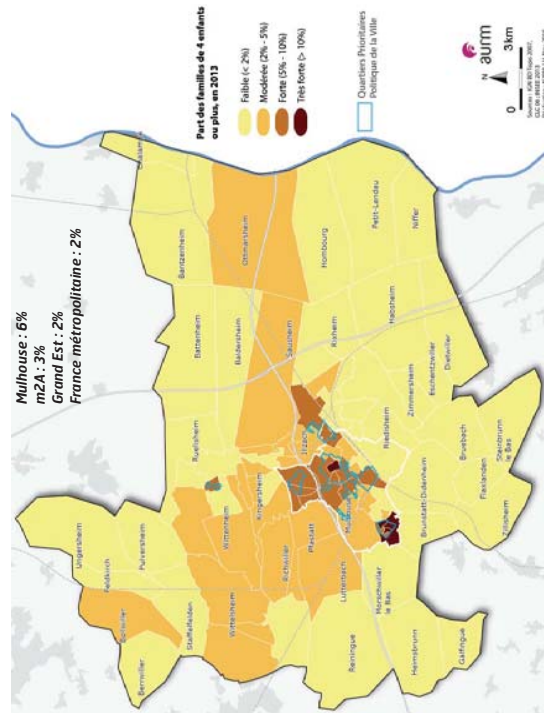 Mulhouse : 6%
m2A : 3%
Grand Est : 2%
France métropolitaine : 2%
Part des familles de 4 enfants
ou plus, en 2013
Faible (< 2%)
Modérée (2% - 5%)
Forte (5% - 10%)
Très forte (> 10%)
Quartiers Prioritaires
Politique de la Ville
aurm
N
0 3km
Ungersheim
Feldkirch
Bollwiller
Pulversheim
Berrwiller
Staffelfelden
Ruelisheim
Wittenheim
Wittelsheim
Kingersheim
Richwiller
Pfastatt
Lutterbach
Reiningue
Morschwiller
le Bas
Heimsbrunn
Galfingue
Illzach
Battenheim
Baldersheim
Sausheim
Bantzenheim
Chalampé
Ottmarsheim
Hombourg
Petit-Landau
Niffer
Rixheim
Habsheim
Riedisheim
Zimmersheim
Eschentzwiller
Dietwiller
Brunstatt-Didenheim
Bruebach
Flaxlanden
Steinbrunn
le Bas
Zillisheim